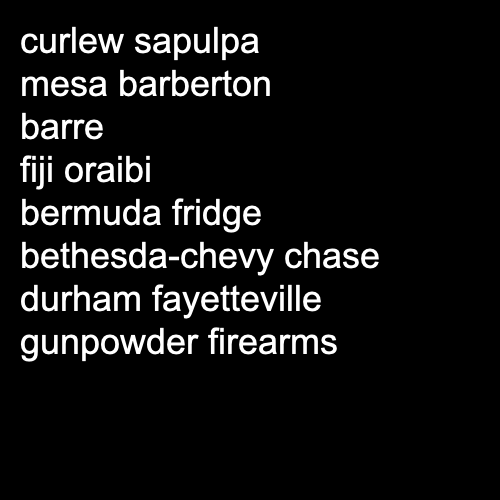 curlew sapulpa
mesa barberton
barre
fiji oraibi
bermuda fridge
bethesda-chevy chase
durham fayetteville
gunpowder firearms